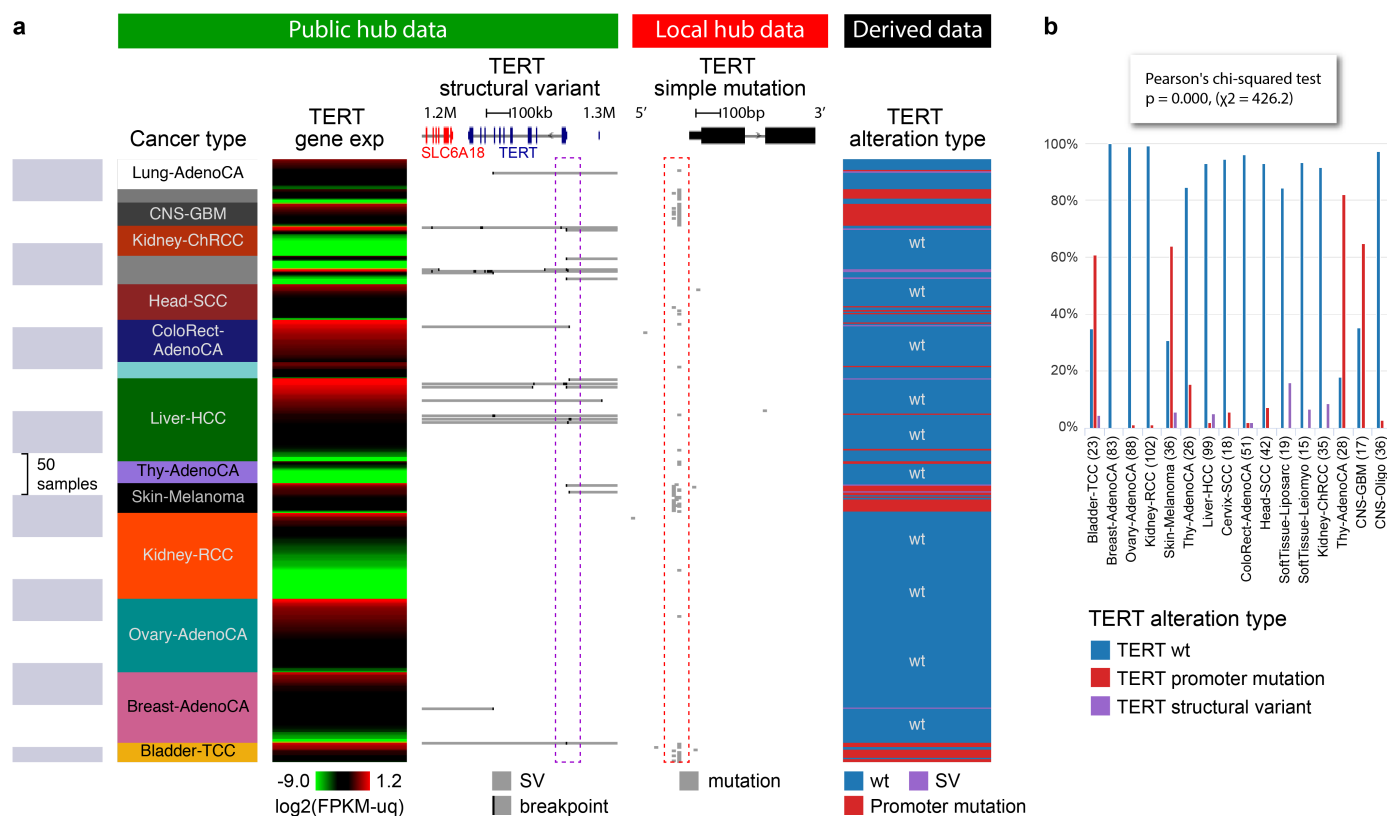 a
Public hub data
Local hub data
Derived data
TERT
structural variant
TERT
simple mutation
1.2M
100kb
1.3M
5′
100bp
3′
Cancer type
TERT
gene exp
SLC6A18
TERT
TERT
alteration type
Lung-AdenoCA
CNS-GBM
Kidney-ChRCC
wt
Head-SCC
wt
ColoRect-
AdenoCA
wt
Liver-HCC
wt
wt
50
samples
Thy-AdenoCA
wt
Skin-Melanoma
Kidney-RCC
wt
wt
Ovary-AdenoCA
wt
Breast-AdenoCA
wt
Bladder-TCC
-9.0
1.2
log2(FPKM-uq)
SV
breakpoint
mutation
wt
SV
Promoter mutation
b
Pearson's chi-squared test
p = 0.000, (χ2 = 426.2)
100%
80%
60%
40%
20%
0%
Bladder-TCC (23)
Breast-AdenoCA (83)
Ovary-AdenoCA (88)
Kidney-RCC (102)
Skin-Melanoma (36)
Thy-AdenoCA (26)
Liver-HCC (99)
Cervix-SCC (18)
ColoRect-AdenoCA (51)
Head-SCC (42)
SoftTissue-Liposarc (19)
SoftTissue-Leiomyo (15)
Kidney-ChRCC (35)
Thy-AdenoCA (28)
CNS-GBM (17)
CNS-Oligo (36)
TERT alteration type
TERT wt
TERT promoter mutation
TERT structural variant